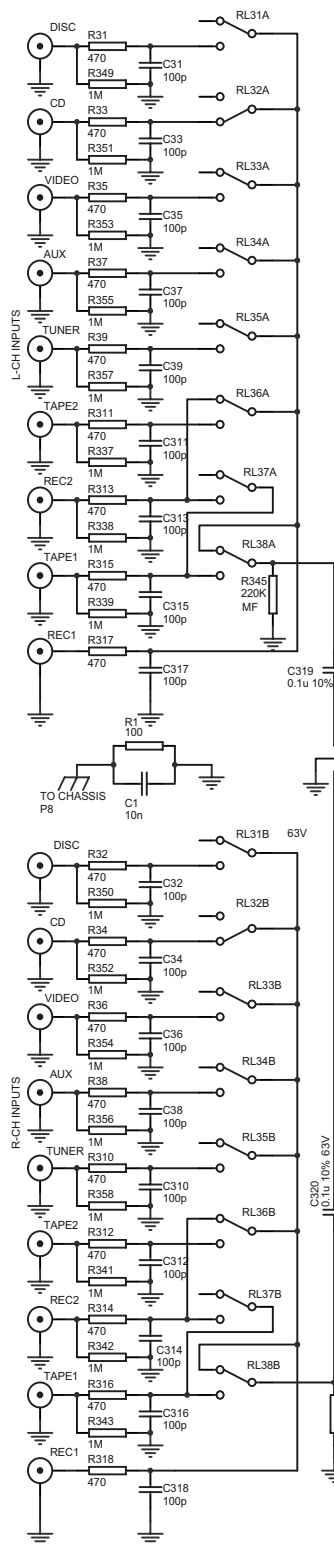 DISC
R31
470
R349
1M
C31
100p
RL31A
CD
R33
470
R351
1M
C33
100p
RL32A
VIDEO
R35
470
R353
1M
C35
100p
RL33A
AUX
R37
470
R355
1M
C37
100p
RL34A
L-CH INPUTS
TUNER
R39
470
R357
1M
C39
100p
RL35A
TAPE2
R311
470
R337
1M
C311
100p
RL36A
REC2
R313
470
R338
1M
C313
100p
RL37A
TAPE1
R315
470
R339
1M
C315
100p
RL38A
R345
220K
MF
REC1
R317
470
C317
100p
C319
0.1u 10%
R1
100
TO CHASSIS
P8
C1
10n
DISC
R32
470
R350
1M
C32
100p
RL31B
63V
CD
R34
470
R352
1M
C34
100p
RL32B
VIDEO
R36
470
R354
1M
C36
100p
RL33B
R-CH INPUTS
AUX
R38
470
R356
1M
C38
100p
RL34B
TUNER
R310
470
R358
1M
C310
100p
RL35B
C320
0.1u 10% 63V
TAPE2
R312
470
R341
1M
C312
100p
RL36B
REC2
R314
470
R342
1M
C314
100p
RL37B
TAPE1
R316
470
R343
1M
C316
100p
RL38B
REC1
R318
470
C318
100p